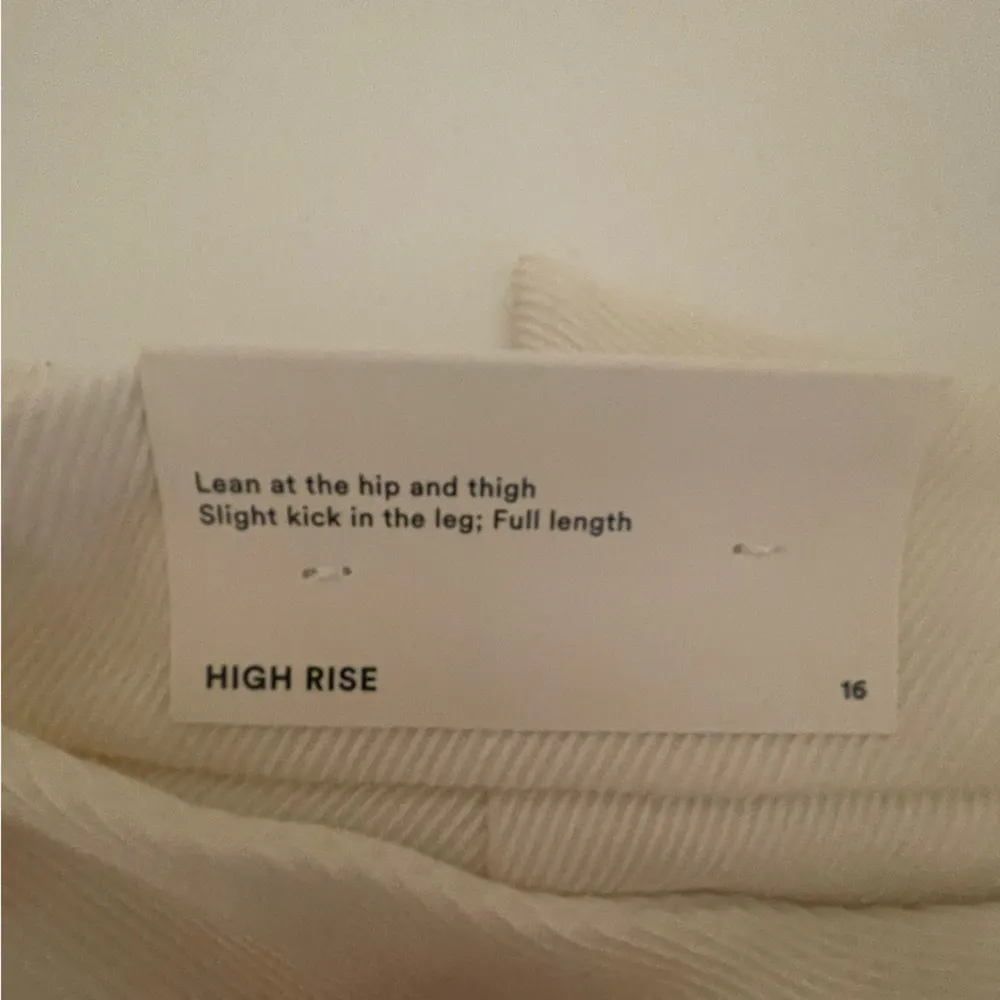 Lean at the hip and thigh
Slight kick in the leg; Full length
HIGH RISE
16